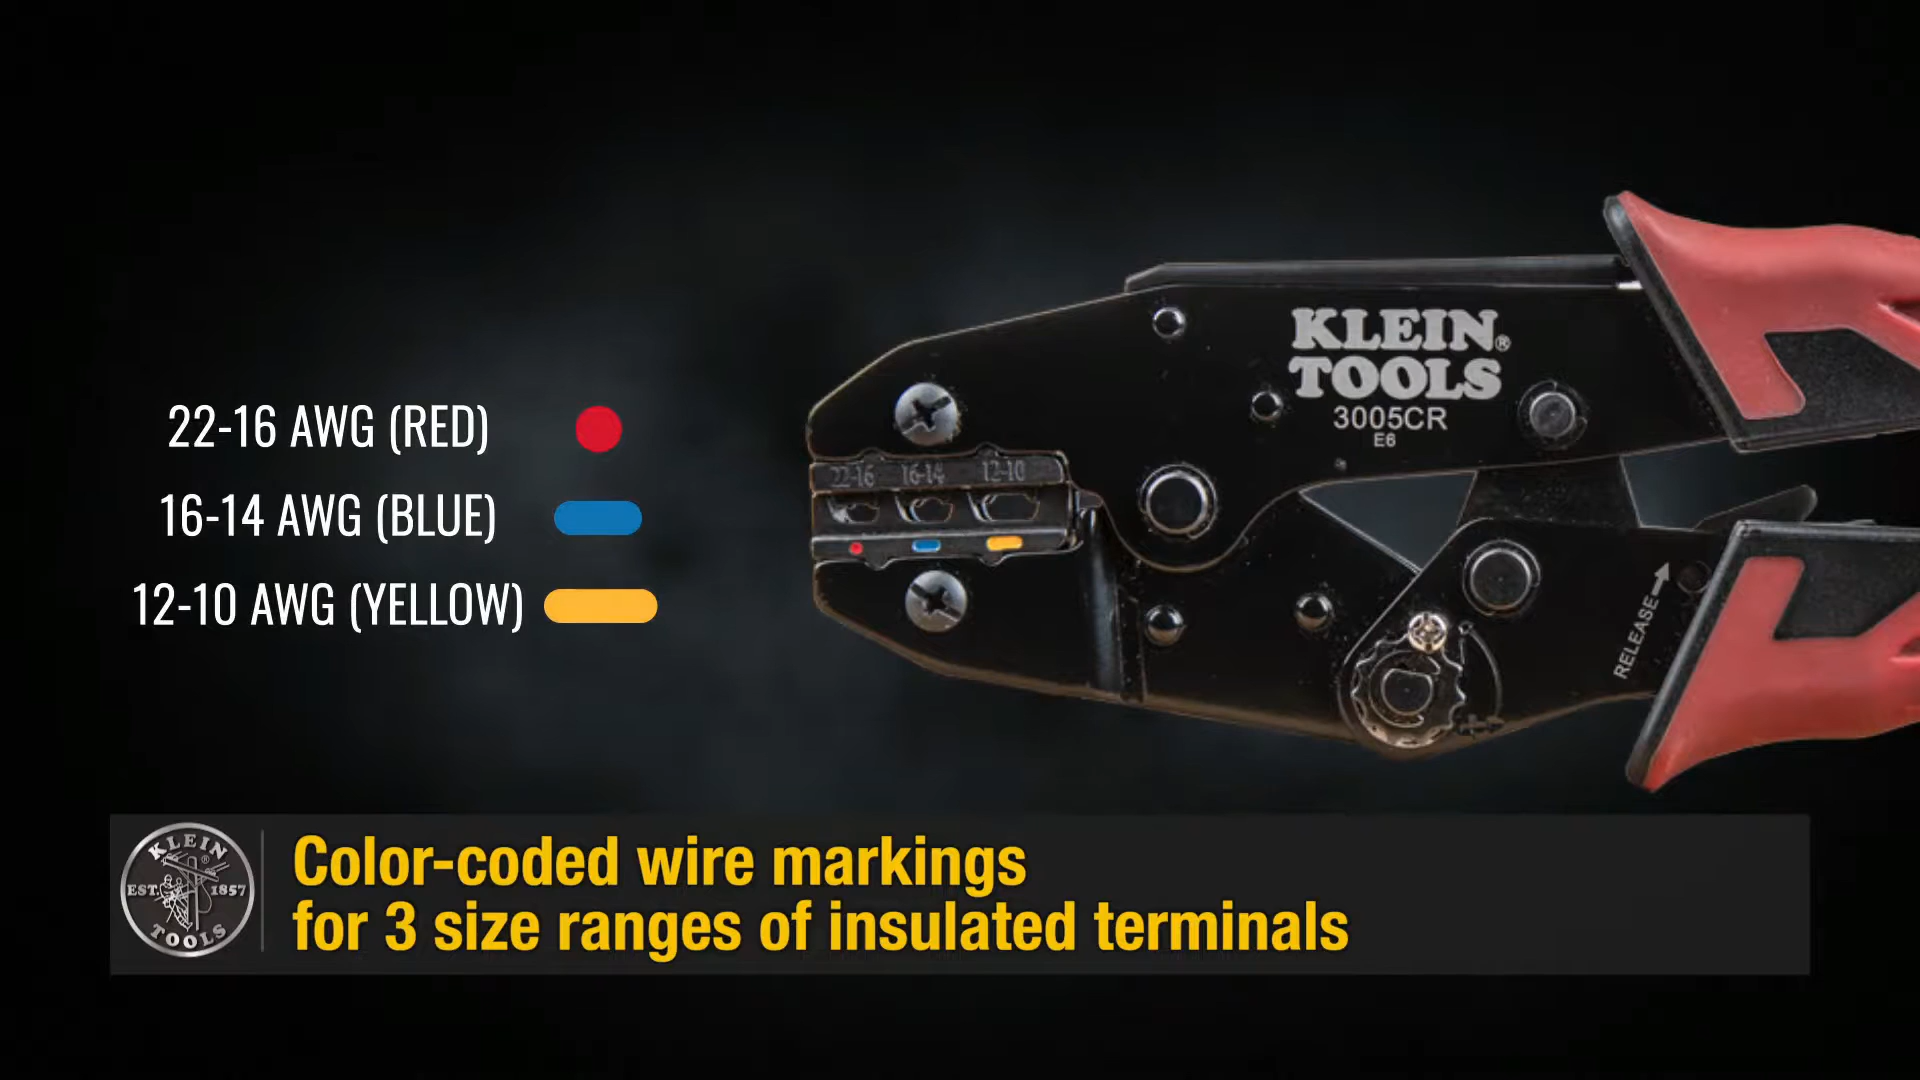 KLEIN
TOOLS®
3005CR
E6
22-16 AWG (RED)
16-14 AWG (BLUE)
12-10 AWG (YELLOW)
22-16 16-14 12-10
RELEASE
KLEIN
®
EST. 1857
TOOLS
Color-coded wire markings
for 3 size ranges of insulated terminals